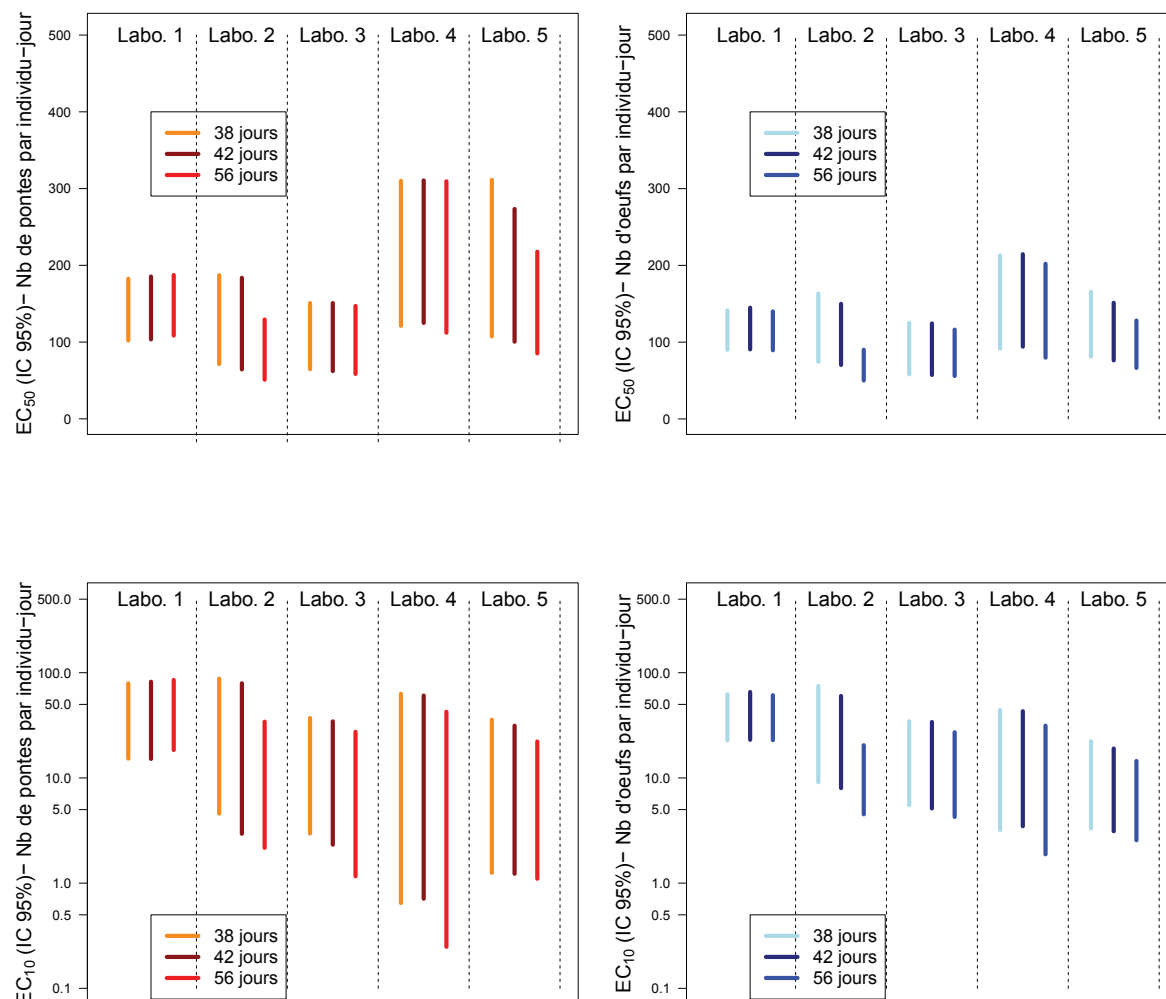 EC50 (IC 95%)− Nb de pontes par individu−jour
500
400
300
200
100
0
Labo. 1 Labo. 2 Labo. 3 Labo. 4 Labo. 5
38 jours
42 jours
56 jours
EC50 (IC 95%)− Nb d'oeufs par individu−jour
500
400
300
200
100
0
Labo. 1 Labo. 2 Labo. 3 Labo. 4 Labo. 5
38 jours
42 jours
56 jours
EC10 (IC 95%)− Nb de pontes par individu−jour
500.0
100.0
50.0
10.0
5.0
1.0
0.5
0.1
Labo. 1 Labo. 2 Labo. 3 Labo. 4 Labo. 5
38 jours
42 jours
56 jours
EC10 (IC 95%)− Nb d'oeufs par individu−jour
500.0
100.0
50.0
10.0
5.0
1.0
0.5
0.1
Labo. 1 Labo. 2 Labo. 3 Labo. 4 Labo. 5
38 jours
42 jours
56 jours